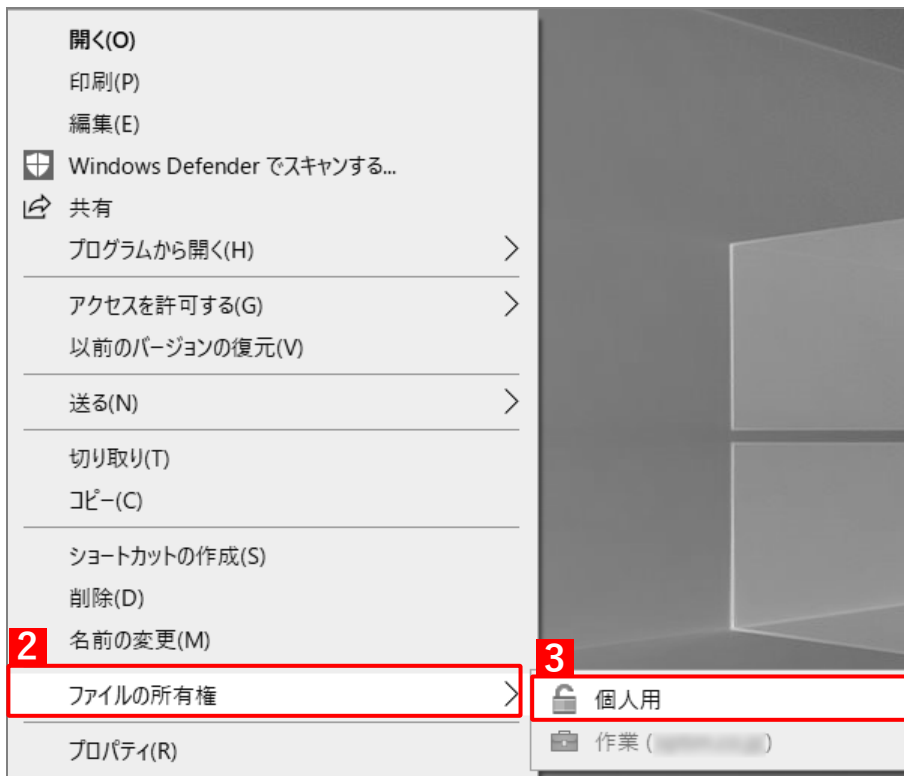 開く(O)
印刷(P)
編集(E)
Windows Defender でスキャンする...
共有
プログラムから開く(H)
アクセスを許可する(G)
以前のバージョンの復元(V)
送る(N)
切り取り(T)
コピー(C)
ショートカットの作成(S)
削除(D)
名前の変更(M)
2
ファイルの所有権
3
個人用
作業 ( )
プロパティ(R)